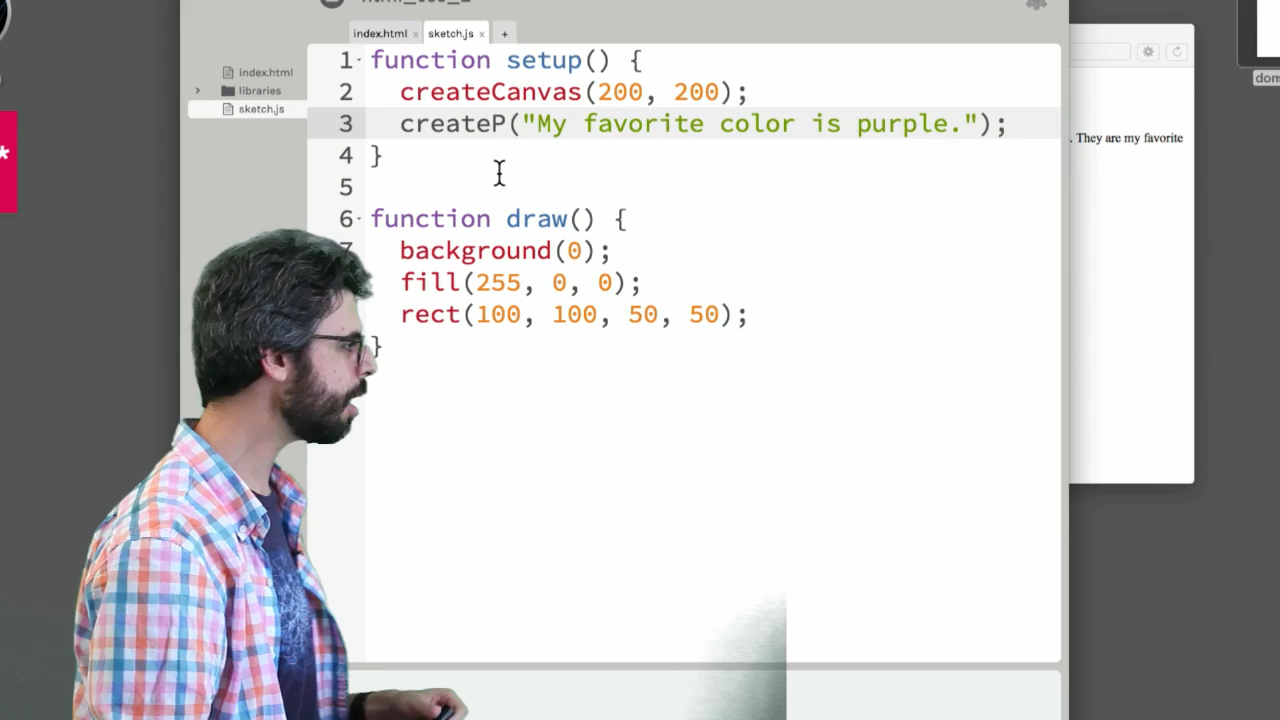 index.html × sketch.js × +
index.html
libraries
sketch.js
1 function setup() {
2 createCanvas(200, 200);
3 createP("My favorite color is purple.");
4 }
5
6 function draw() {
background(0);
fill(255, 0, 0);
rect(100, 100, 50, 50);
}
. They are my favorite
*